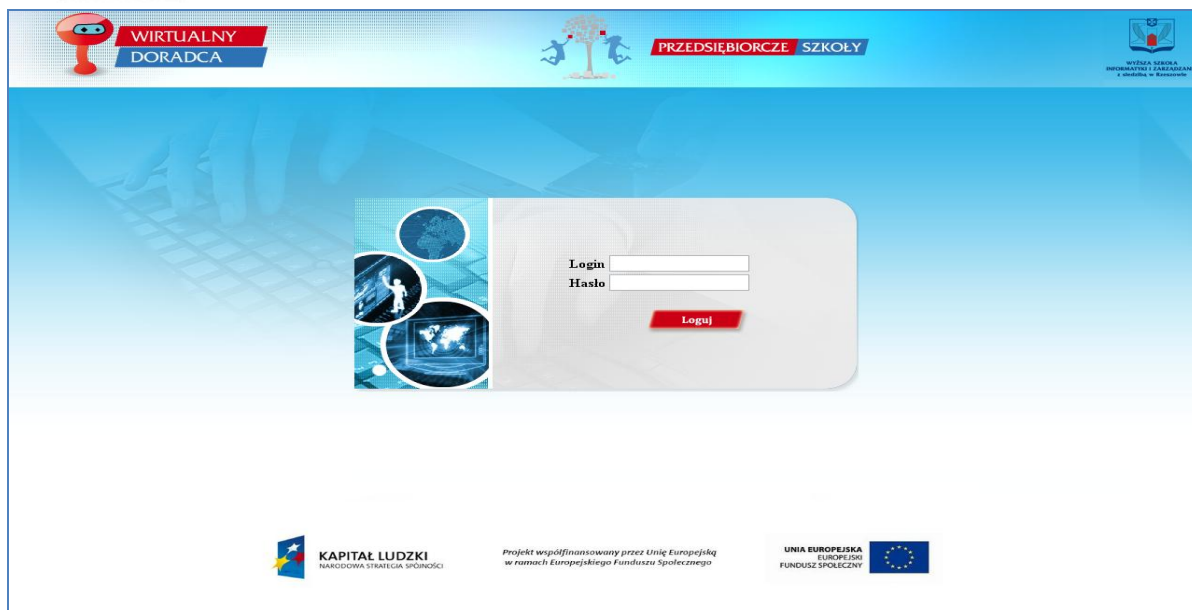 WIRTUALNY
DORADCA
PRZEDSIĘBIORCZE SZKOŁY
WYŻSZA SZKOŁA
INFORMATYKI I ZARZĄDZAN
z siedzibą w Rzeszowie
Login
Hasło
Loguj
KAPITAŁ LUDZKI
NARODOWA STRATEGIA SPÓJNOŚCI
Projekt współfinansowany przez Unię Europejską
w ramach Europejskiego Funduszu Społecznego
UNIA EUROPEJSKA
EUROPEJSKI
FUNDUSZ SPOŁECZNY